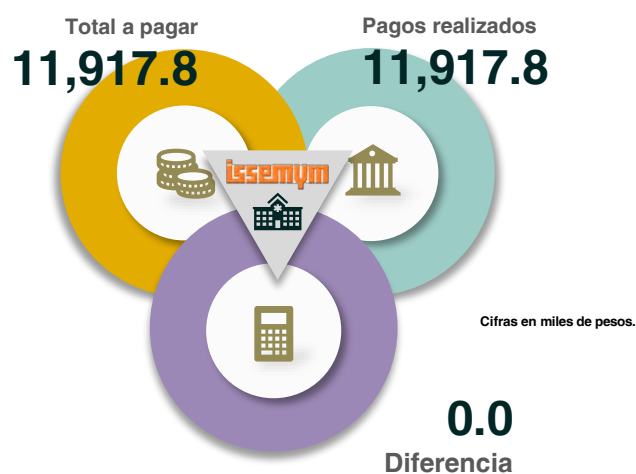 Total a pagar
11,917.8
Pagos realizados
11,917.8
issemym
Cifras en miles de pesos.
0.0
Diferencia